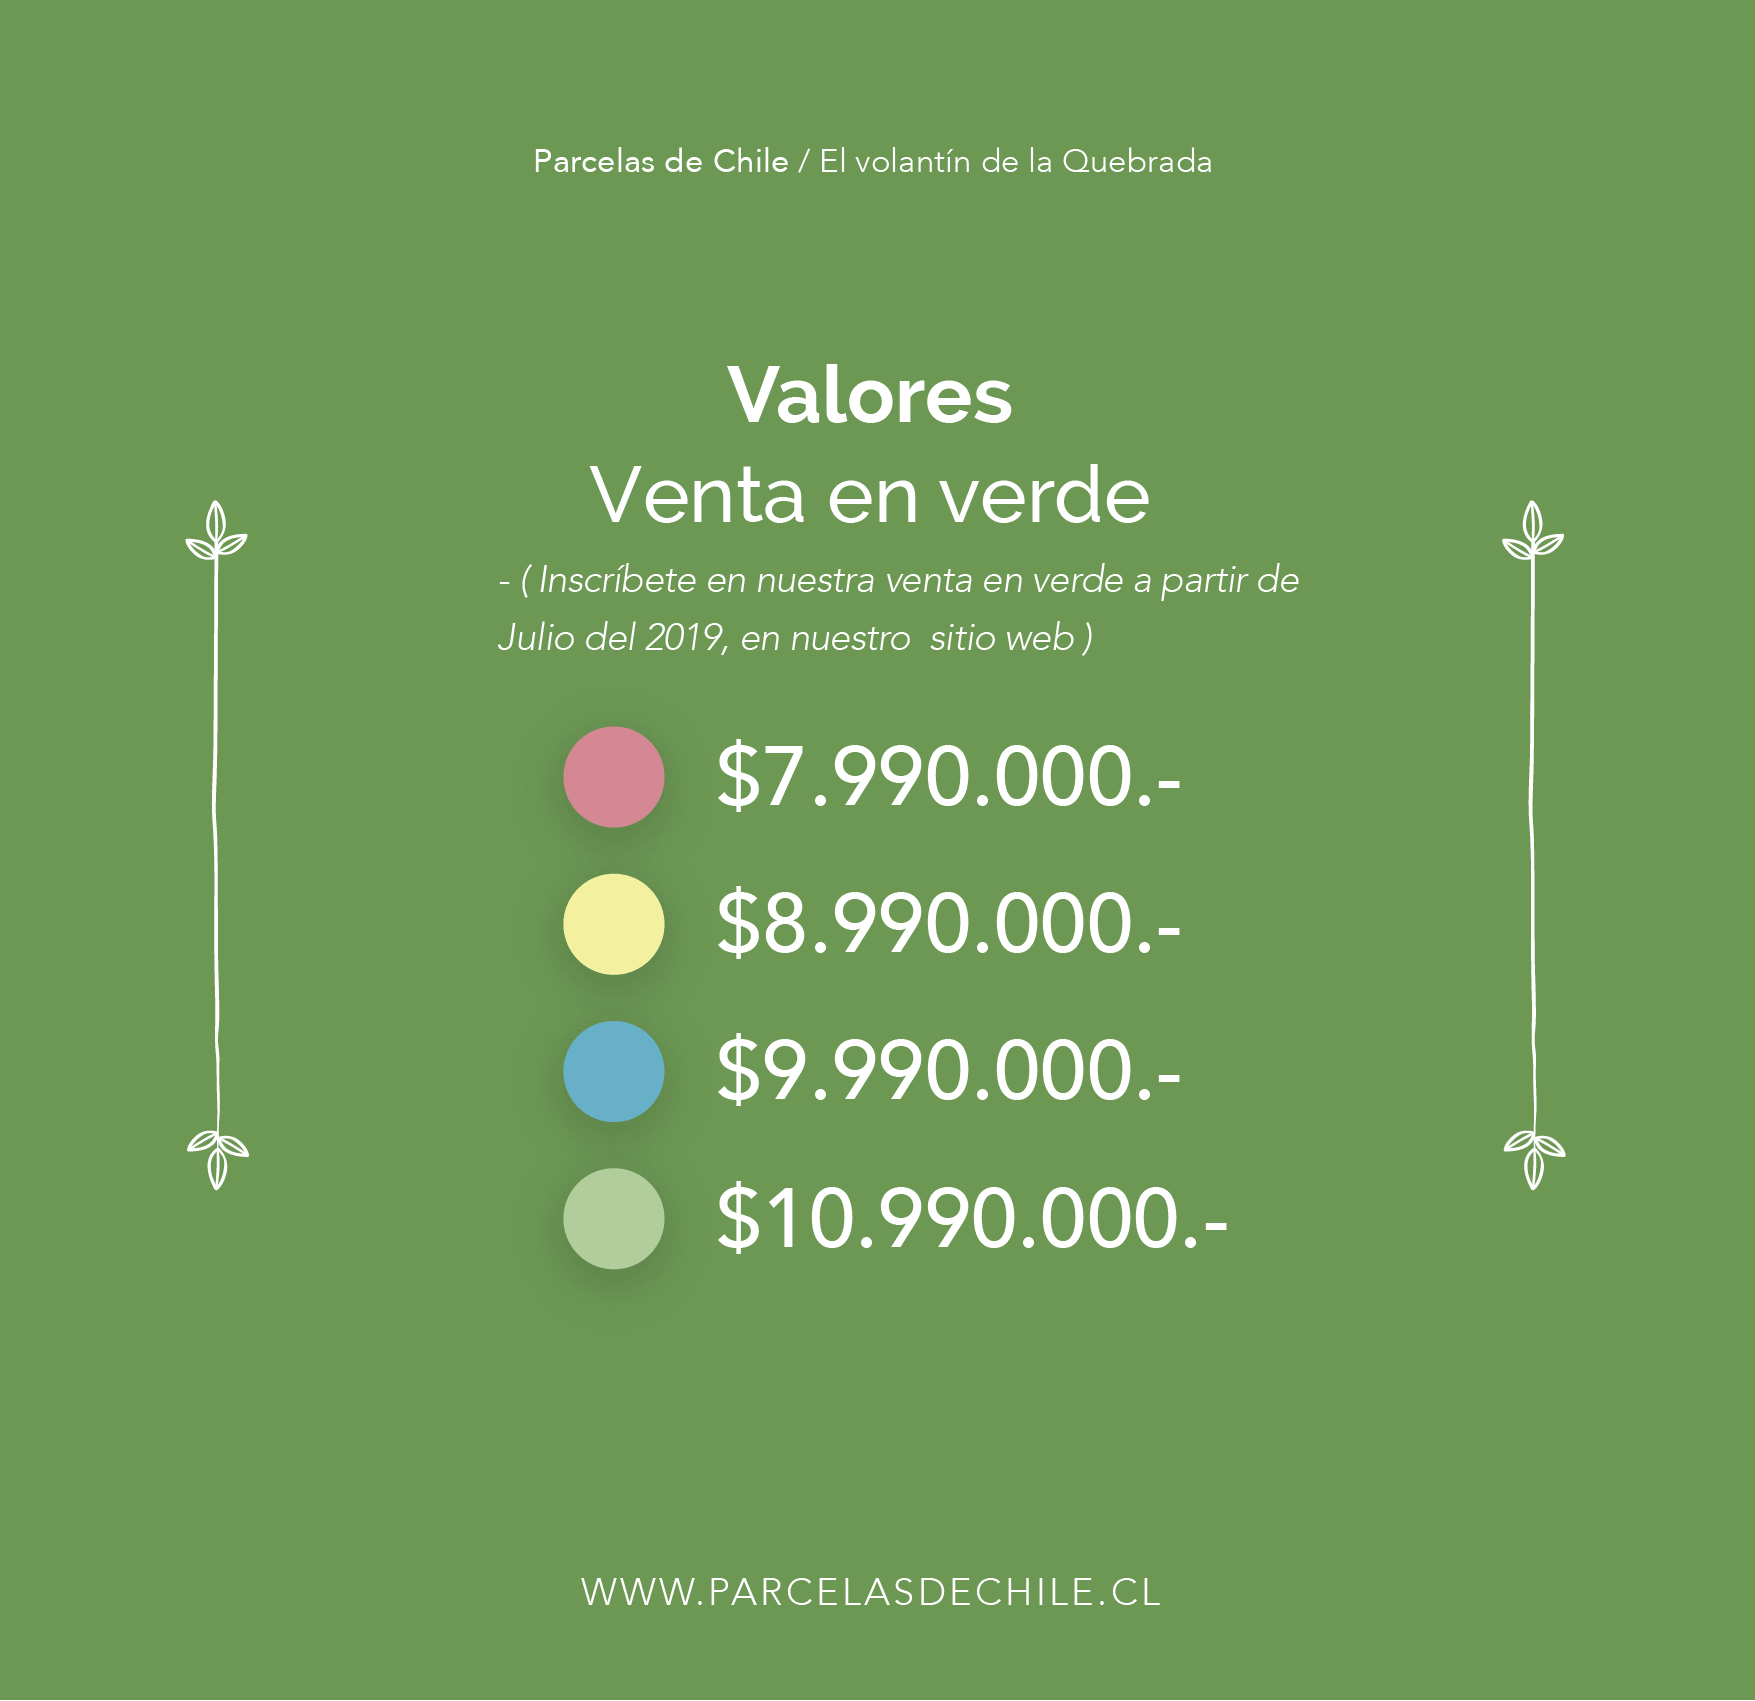 Parcelas de Chile / El volantín de la Quebrada
Valores
Venta en verde
- ( Inscríbete en nuestra venta en verde a partir de
Julio del 2019, en nuestro  sitio web )
$7.990.000.-
$8.990.000.-
$9.990.000.-
$10.990.000.-
WWW.PARCELASDECHILE.CL